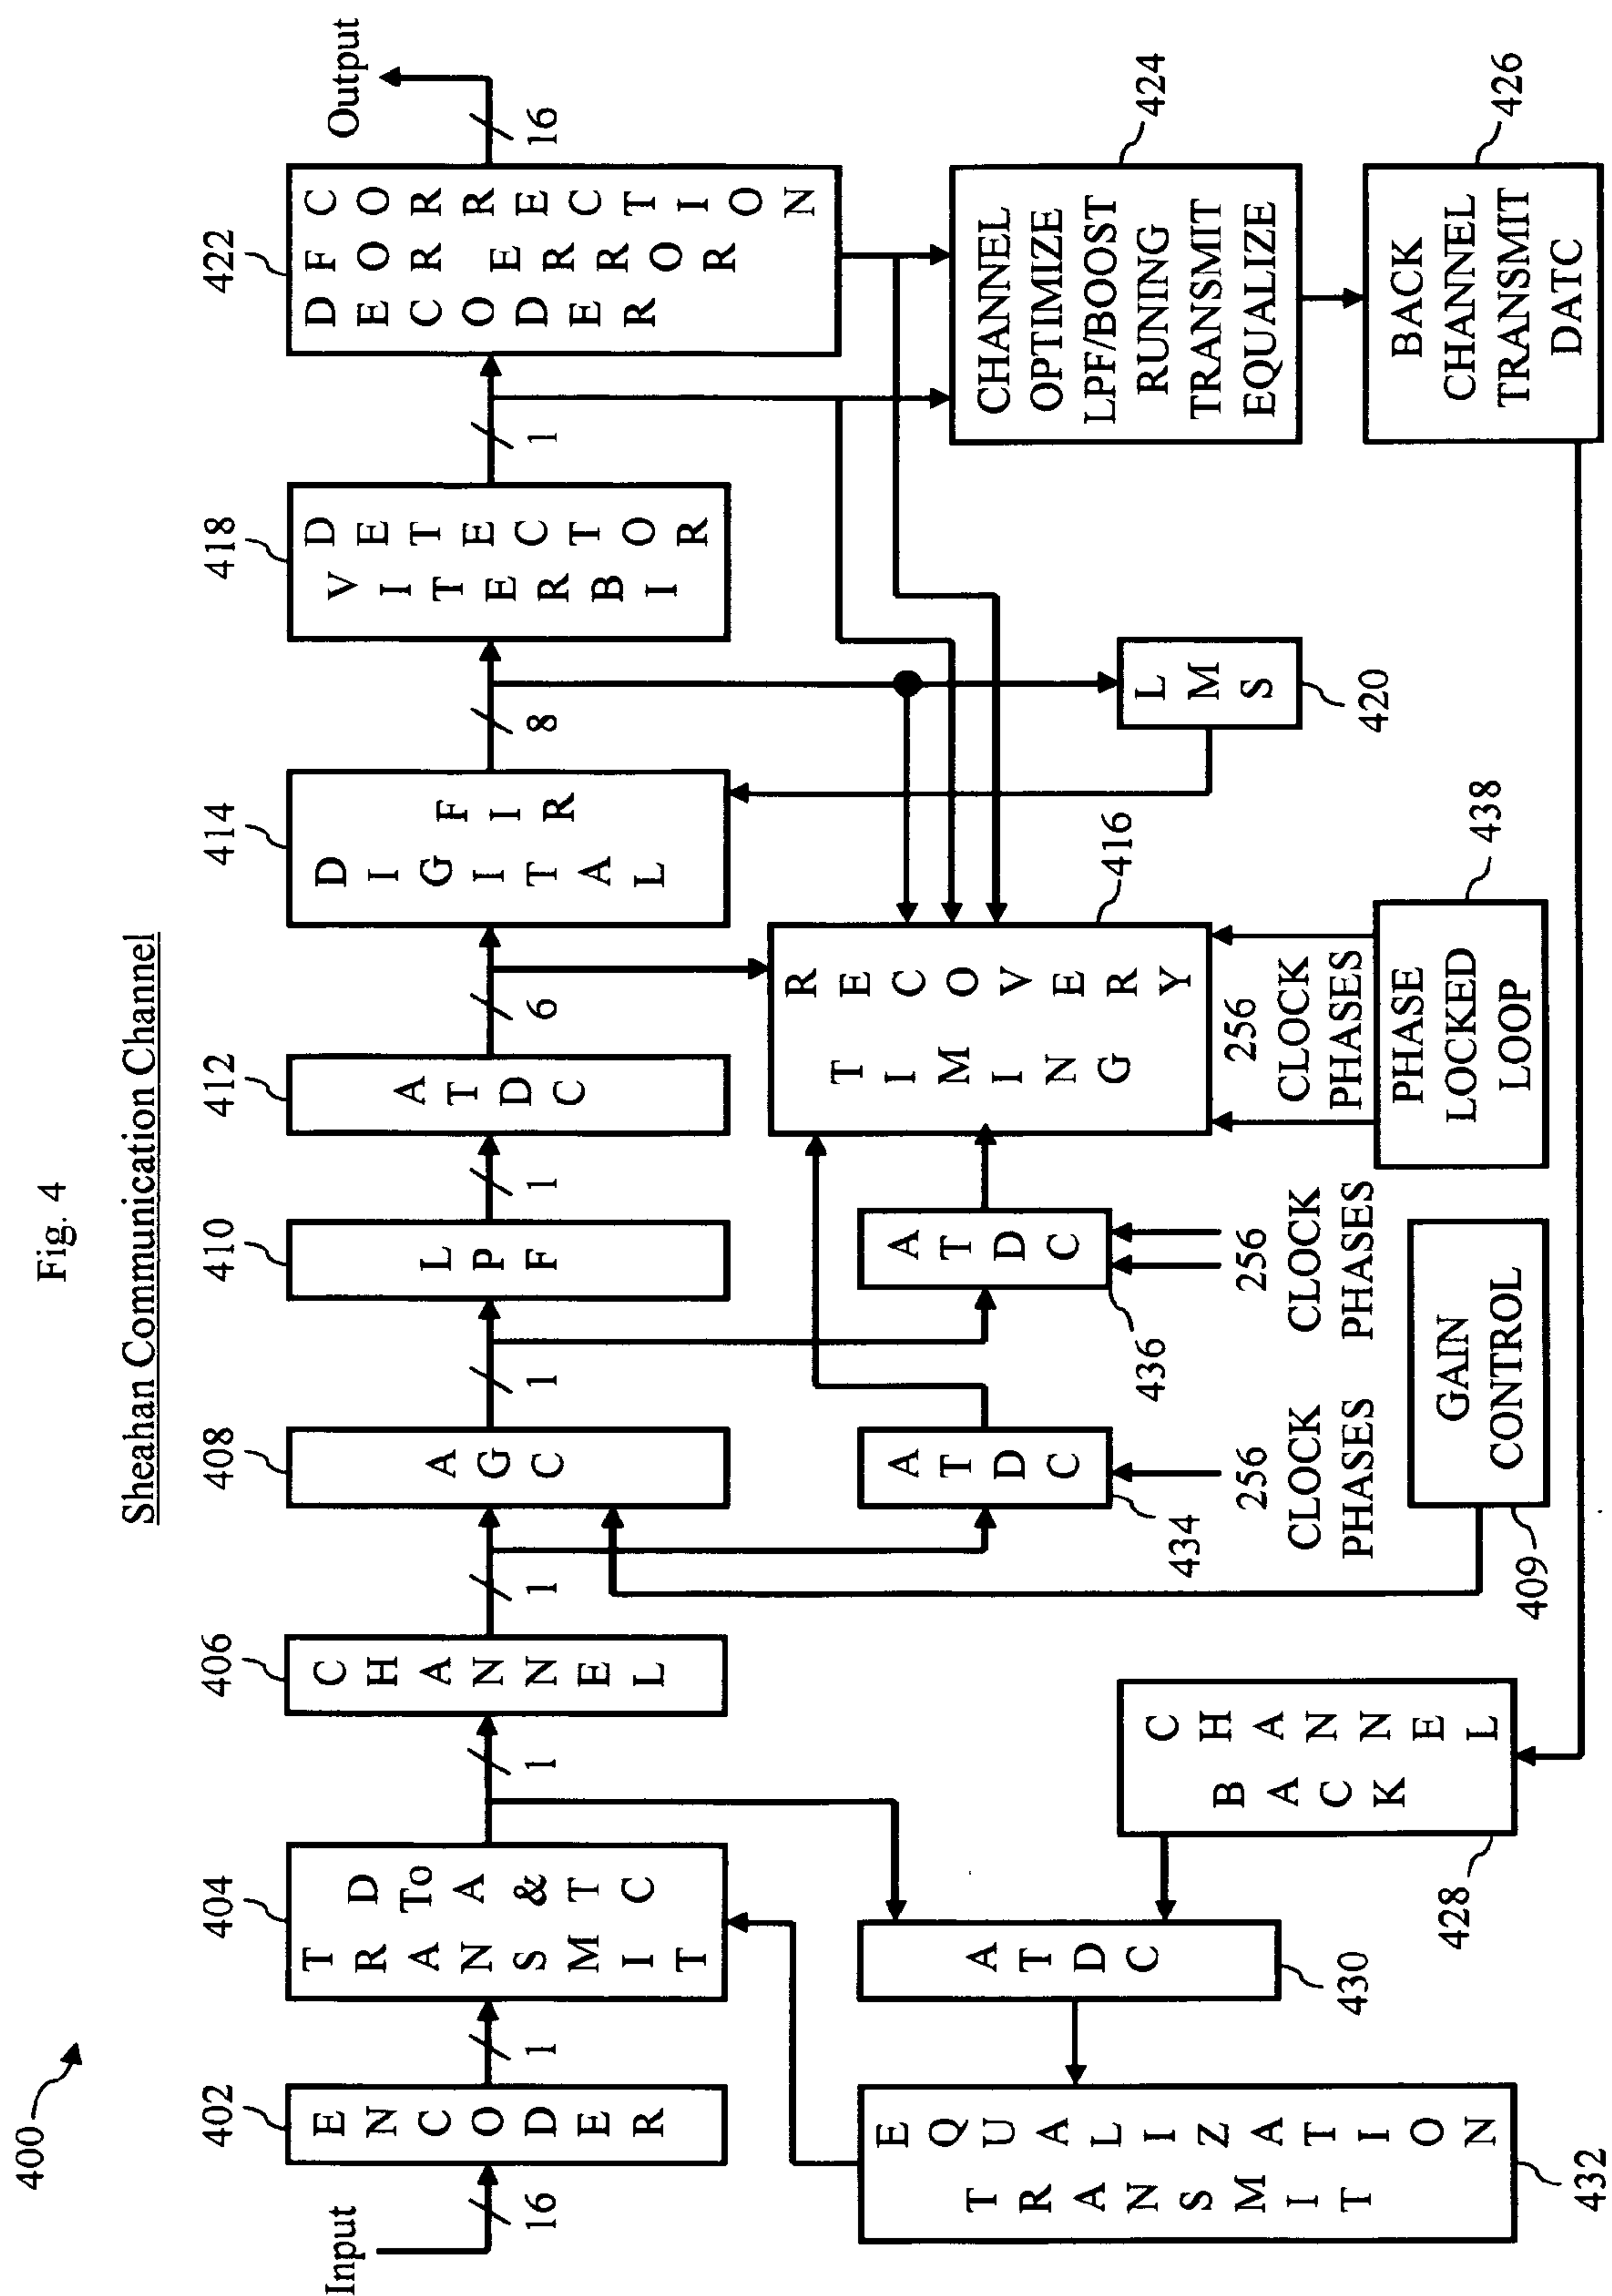 Fig. 4
Sheahan Communication Channel
400
Input
16
402
ENCODER
1
404
TRANSMIT
D To A & T C
1
406
CHANNEL
1
408
AGC
1
410
LPF
1
412
ATDC
6
414
DIGITAL
FIR
8
418
VITERBI
DETECTOR
1
422
DECODER
FOR ERROR
CORRECTION
16
Output
432
TRANSMIT
EQUALIZATION
430
ATDC
428
BACK
CHANNEL
434
ATDC
256
CLOCK
PHASES
436
ATDC
256
CLOCK
PHASES
409
GAIN
CONTROL
416
TIMING
RECOVERY
256
CLOCK
PHASES
438
PHASE
LOCKED
LOOP
420
LMS
424
CHANNEL
OPTIMIZE
LPF/BOOST
RUNING
TRANSMIT
EQUALIZE
426
BACK
CHANNEL
TRANSMIT
DATC